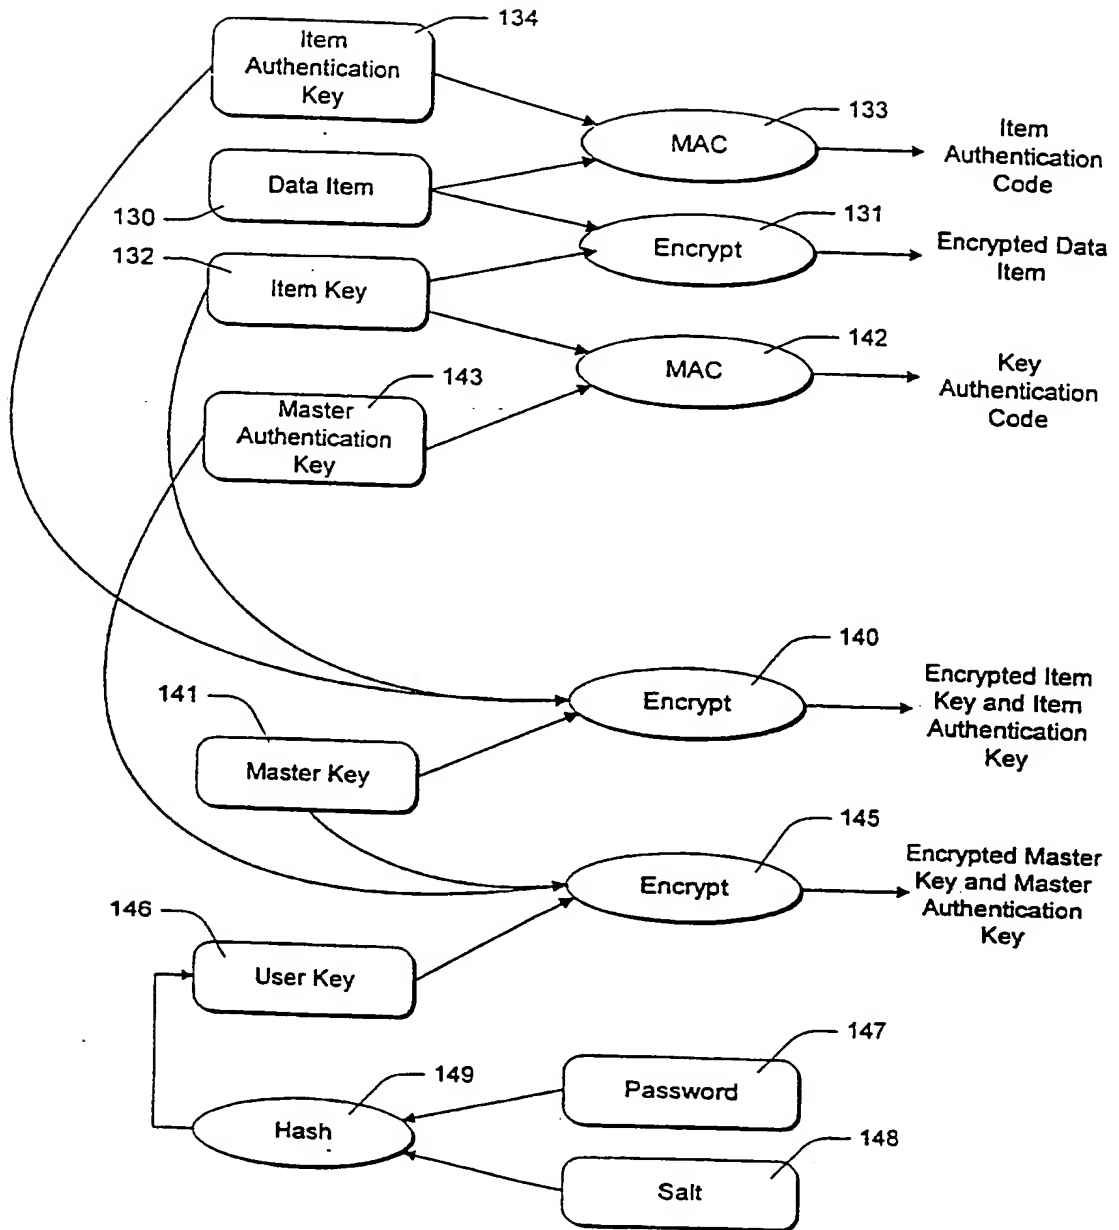 134
Item
Authentication
Key
133
MAC
Item
Authentication
Code
Data Item
130
131
Encrypt
Encrypted Data
Item
132
Item Key
142
MAC
Key
Authentication
Code
143
Master
Authentication
Key
140
Encrypt
Encrypted Item
Key and Item
Authentication
Key
141
Master Key
145
Encrypt
Encrypted Master
Key and Master
Authentication
Key
146
User Key
147
Password
149
Hash
148
Salt